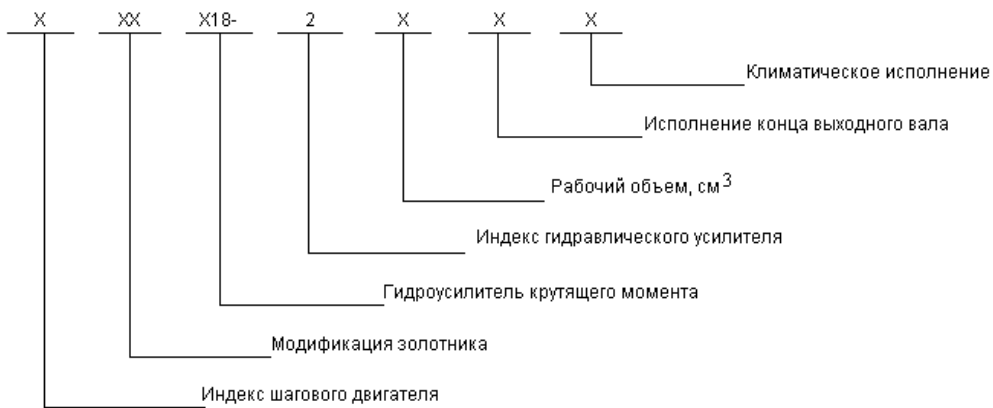 X XX X18- 2 X X X
Климатическое исполнение
Исполнение конца выходного вала
Рабочий объем, см³
Индекс гидравлического усилителя
Гидроусилитель крутящего момента
Модификация золотника
Индекс шагового двигателя